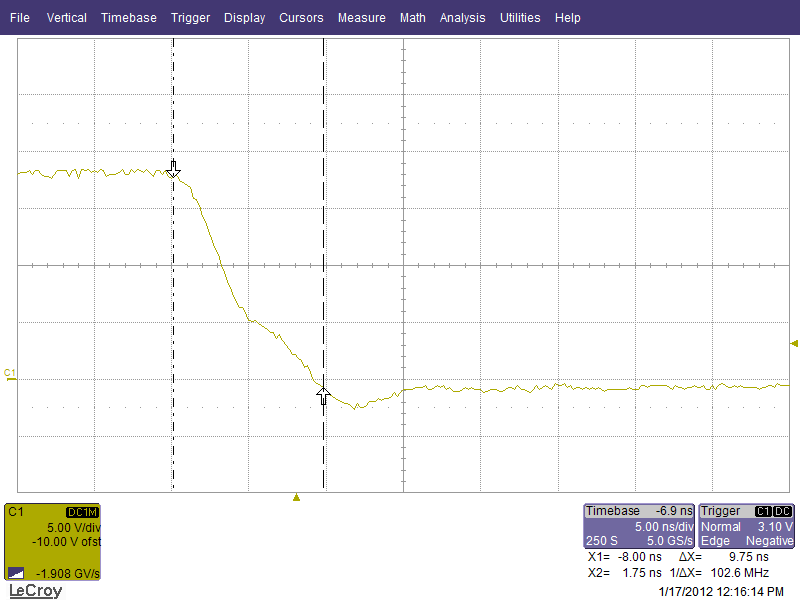 File Vertical Timebase Trigger Display Cursors Measure Math Analysis Utilities Help
C1
C1 DC1M
5.00 V/div
-10.00 V ofst
-1.908 GV/s
LeCroy
Timebase -6.9 ns
5.00 ns/div
250 S 5.0 GS/s
Trigger C1 DC
Normal 3.10 V
Edge Negative
X1= -8.00 ns ΔX= 9.75 ns
X2= 1.75 ns 1/ΔX= 102.6 MHz
1/17/2012 12:16:14 PM